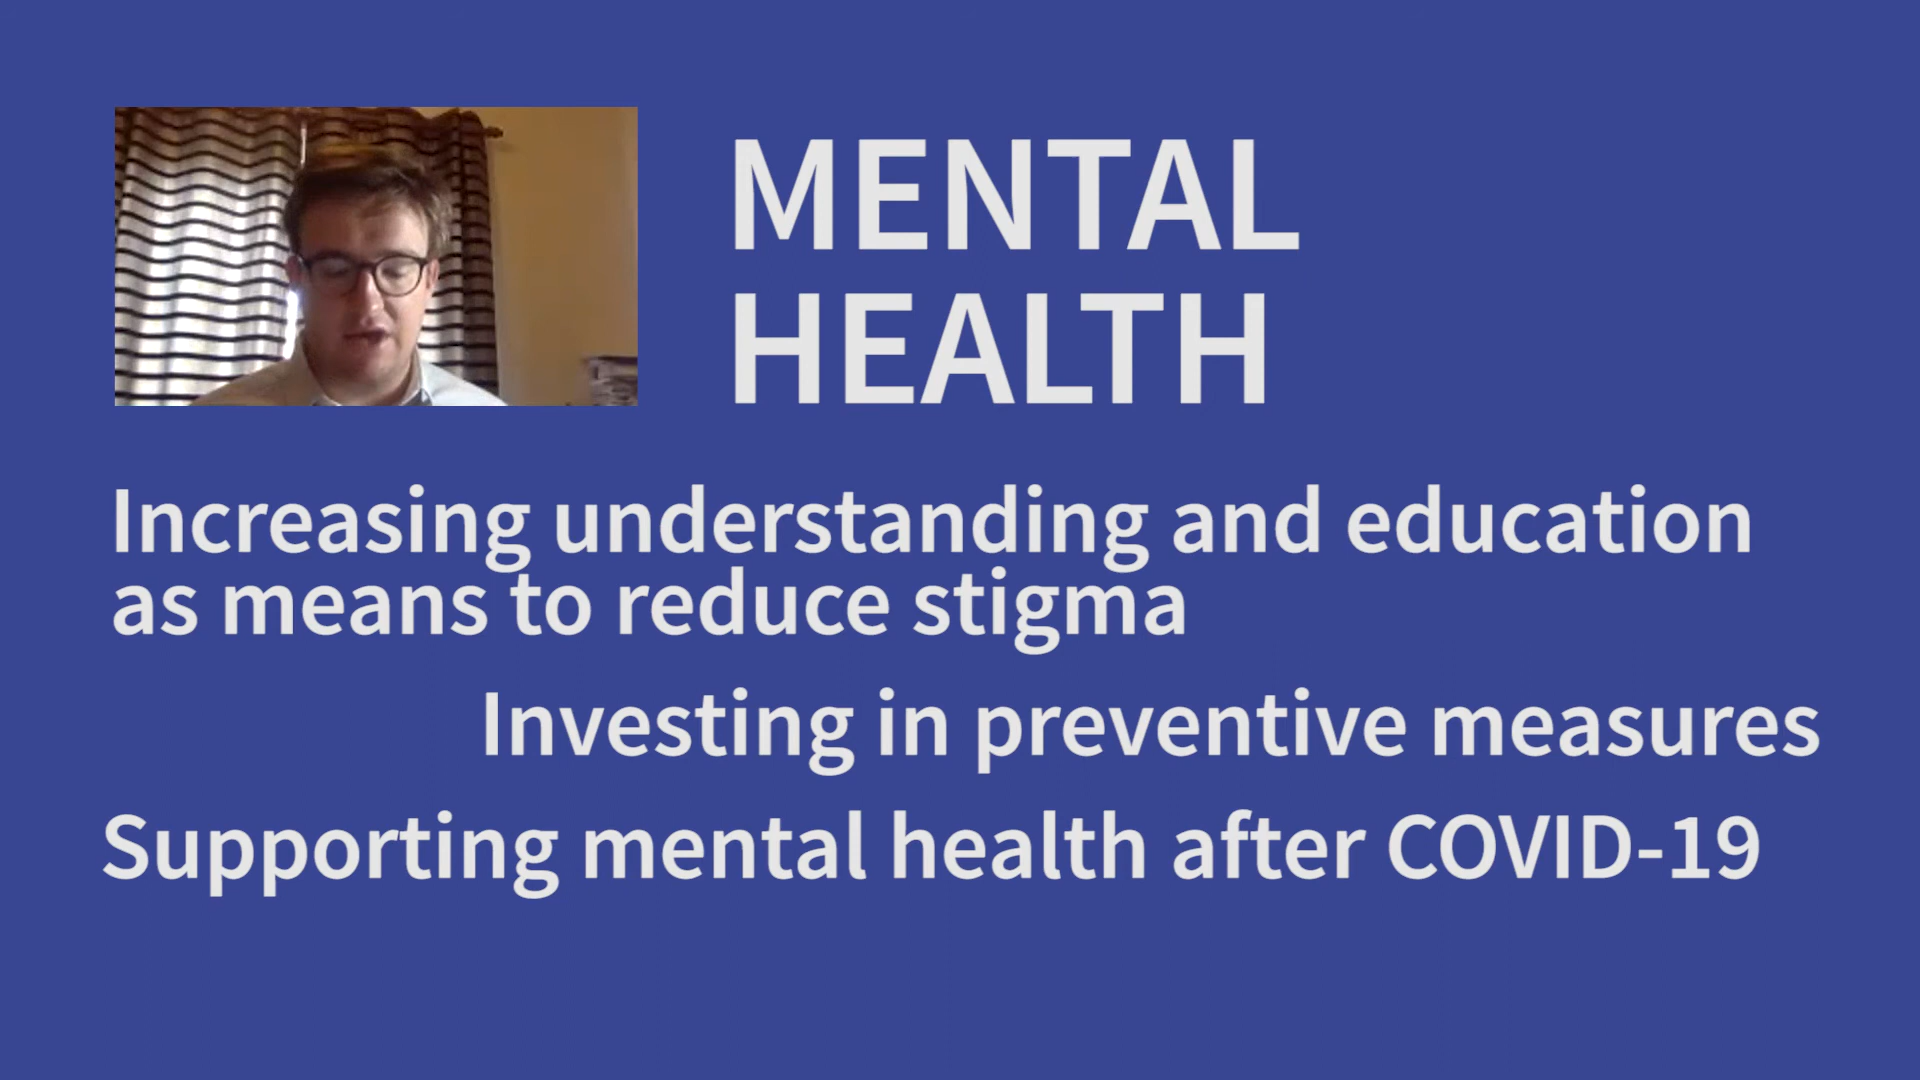 MENTAL
HEALTH
Increasing understanding and education
as means to reduce stigma
Investing in preventive measures
Supporting mental health after COVID-19